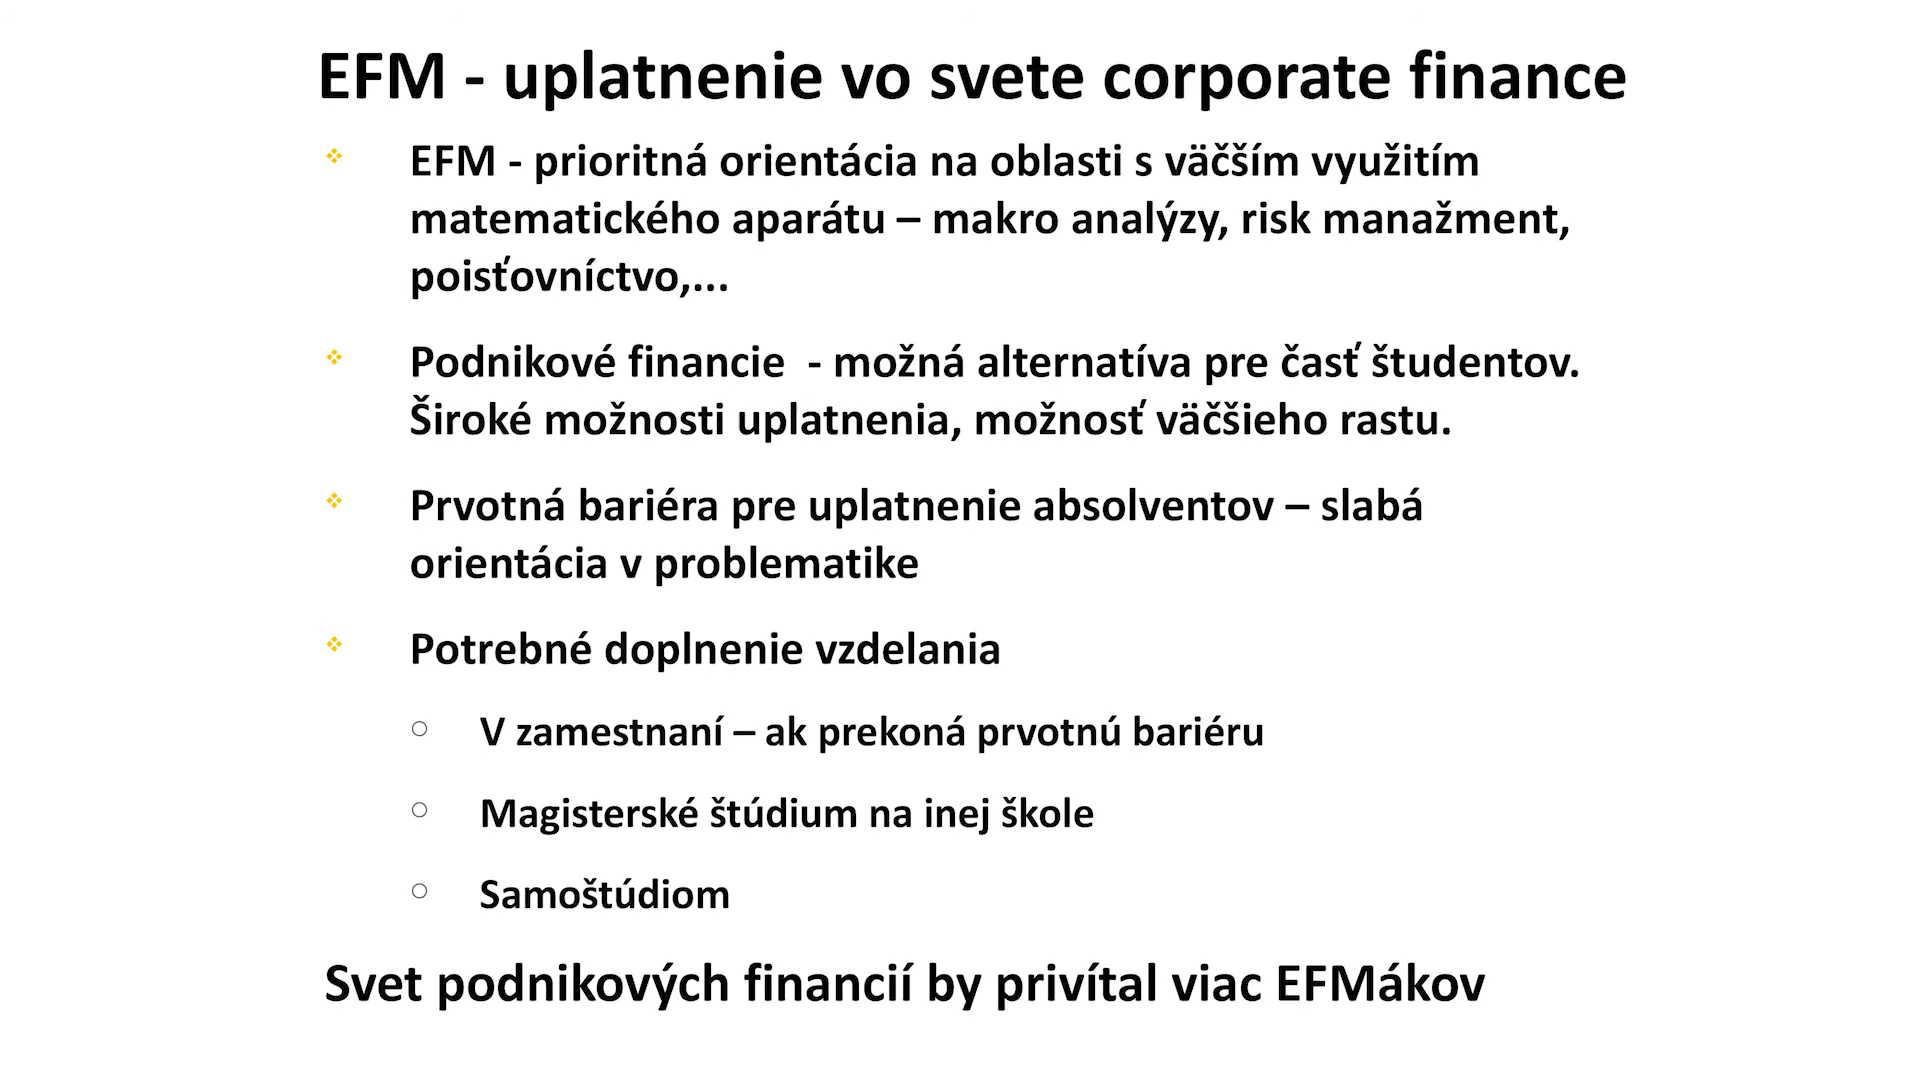 EFM - uplatnenie vo svete corporate finance
EFM - prioritná orientácia na oblasti s väčším využitím
matematického aparátu – makro analýzy, risk manažment,
poisťovníctvo,...
Podnikové financie  - možná alternatíva pre časť študentov.
Široké možnosti uplatnenia, možnosť väčšieho rastu.
Prvotná bariéra pre uplatnenie absolventov – slabá
orientácia v problematike
Potrebné doplnenie vzdelania
V zamestnaní – ak prekoná prvotnú bariéru
Magisterské štúdium na inej škole
Samoštúdiom
Svet podnikových financií by privítal viac EFMákov